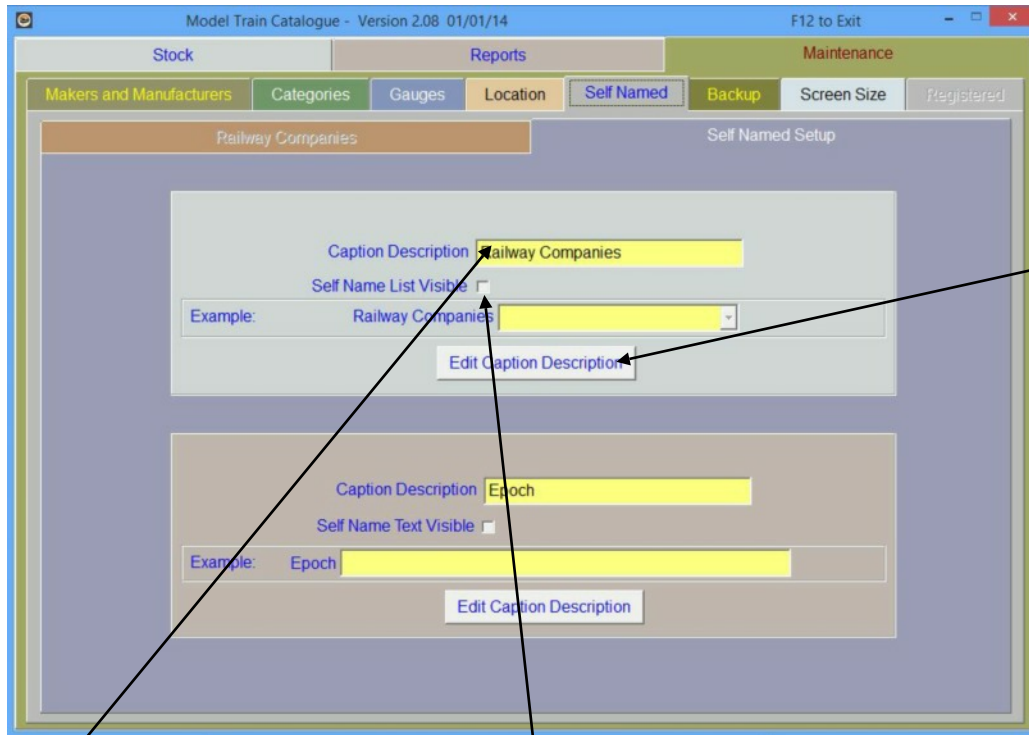 Model Train Catalogue - Version 2.08 01/01/14 F12 to Exit
Stock Reports Maintenance
Makers and Manufacturers Categories Gauges Location Self Named Backup Screen Size Registered
Railway Companies Self Named Setup
Caption Description Railway Companies
Self Name List Visible
Example: Railway Companies
Edit Caption Description
Caption Description Epoch
Self Name Text Visible
Example: Epoch
Edit Caption Description